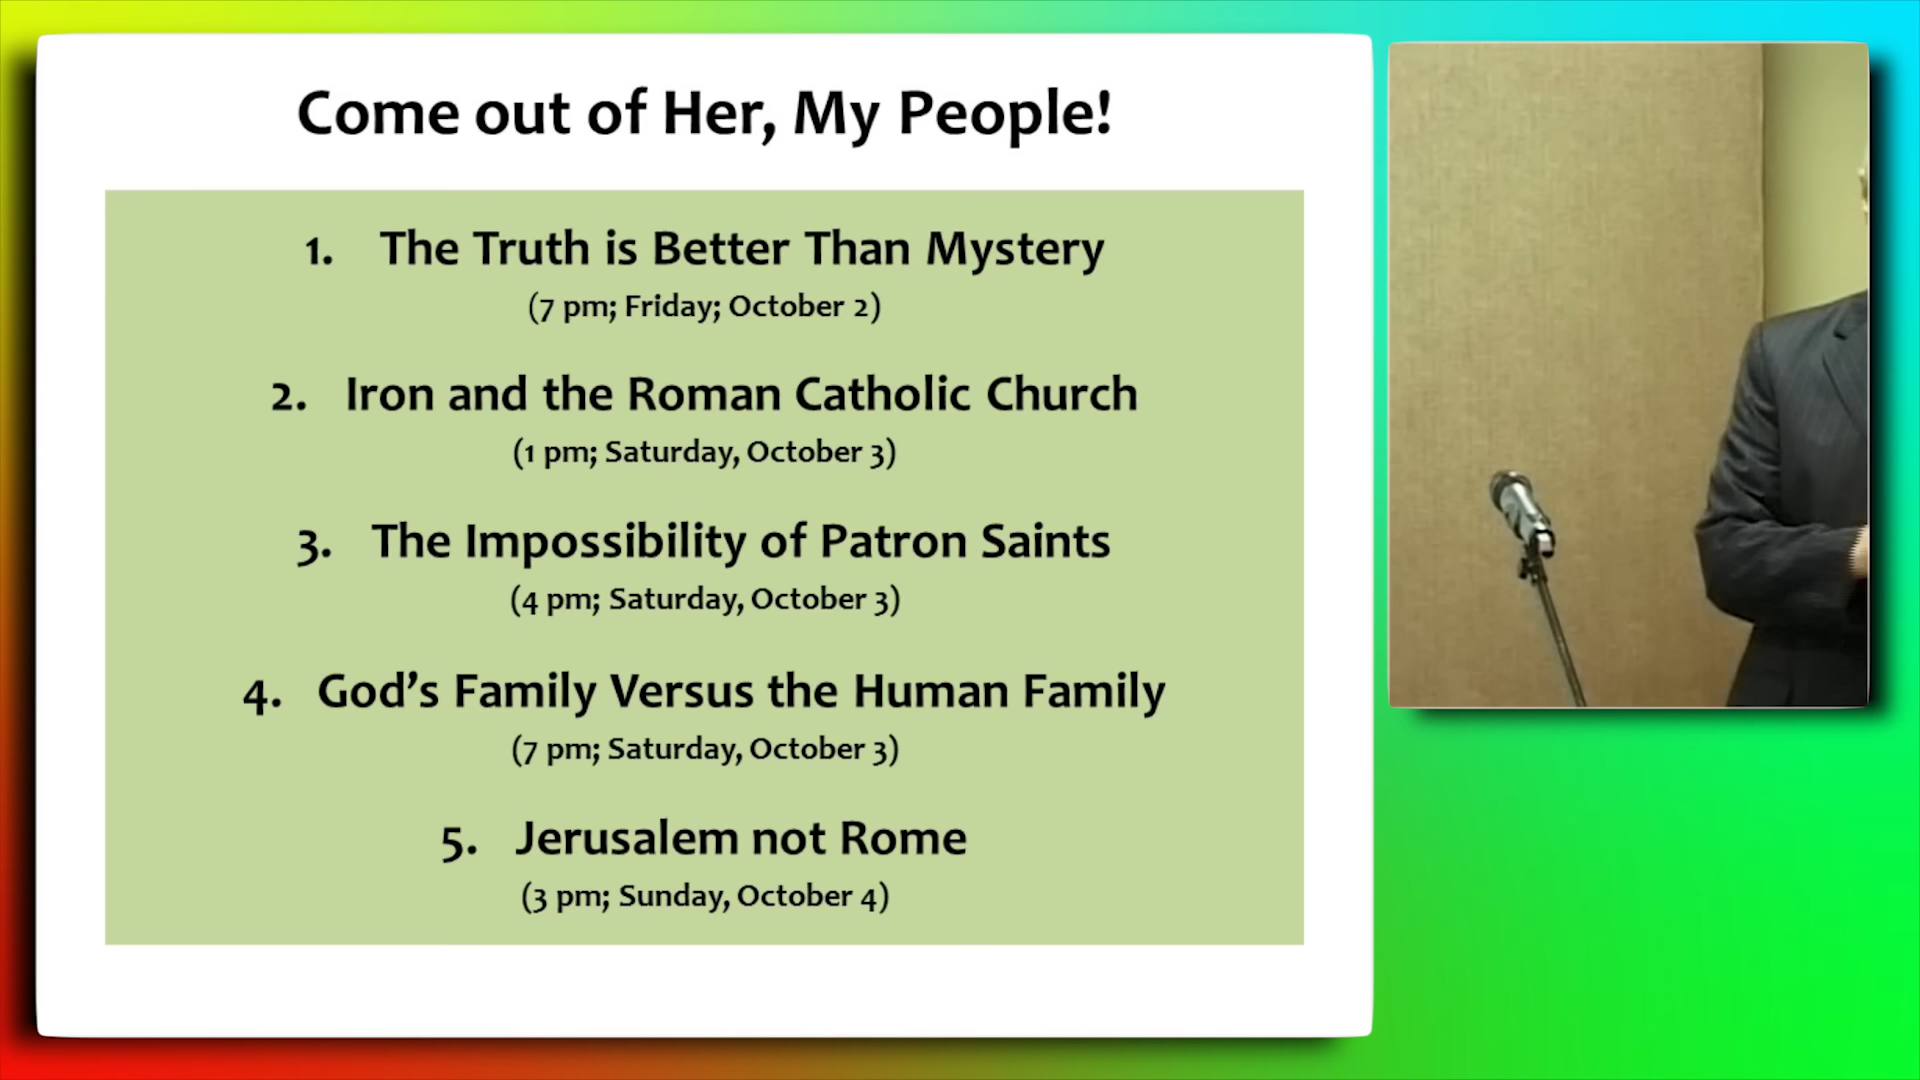 Come out of Her, My People!
1. The Truth is Better Than Mystery
(7 pm; Friday; October 2)
2. Iron and the Roman Catholic Church
(1 pm; Saturday, October 3)
3. The Impossibility of Patron Saints
(4 pm; Saturday, October 3)
4. God’s Family Versus the Human Family
(7 pm; Saturday, October 3)
5. Jerusalem not Rome
(3 pm; Sunday, October 4)